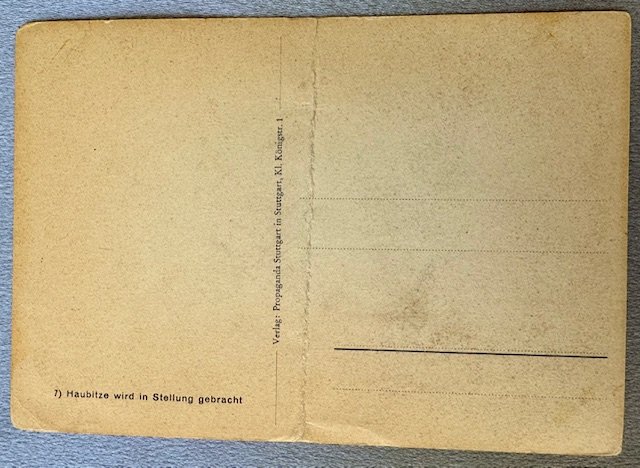 7) Haubitze wird in Stellung gebracht
Verlag: Propaganda Stuttgart in Stuttgart, Kl. Königstr. 1